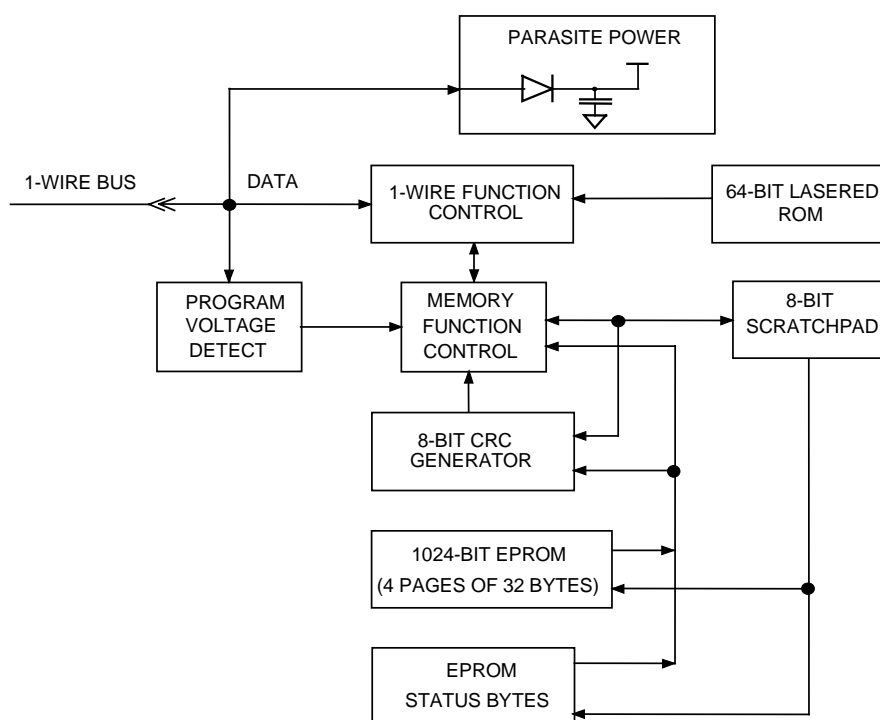 PARASITE POWER
1-WIRE BUS
DATA
1-WIRE FUNCTION
CONTROL
64-BIT LASERED
ROM
PROGRAM
VOLTAGE
DETECT
MEMORY
FUNCTION
CONTROL
8-BIT
SCRATCHPAD
8-BIT CRC
GENERATOR
1024-BIT EPROM
(4 PAGES OF 32 BYTES)
EPROM
STATUS BYTES